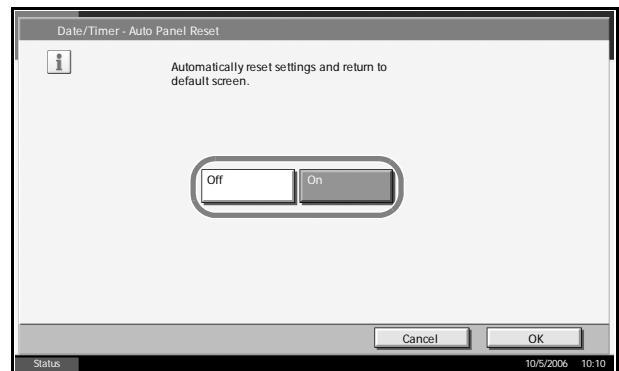 Date/Timer - Auto Panel Reset
Automatically reset settings and return to
default screen.
Off
On
Cancel
OK
Status
10/5/2006 10:10